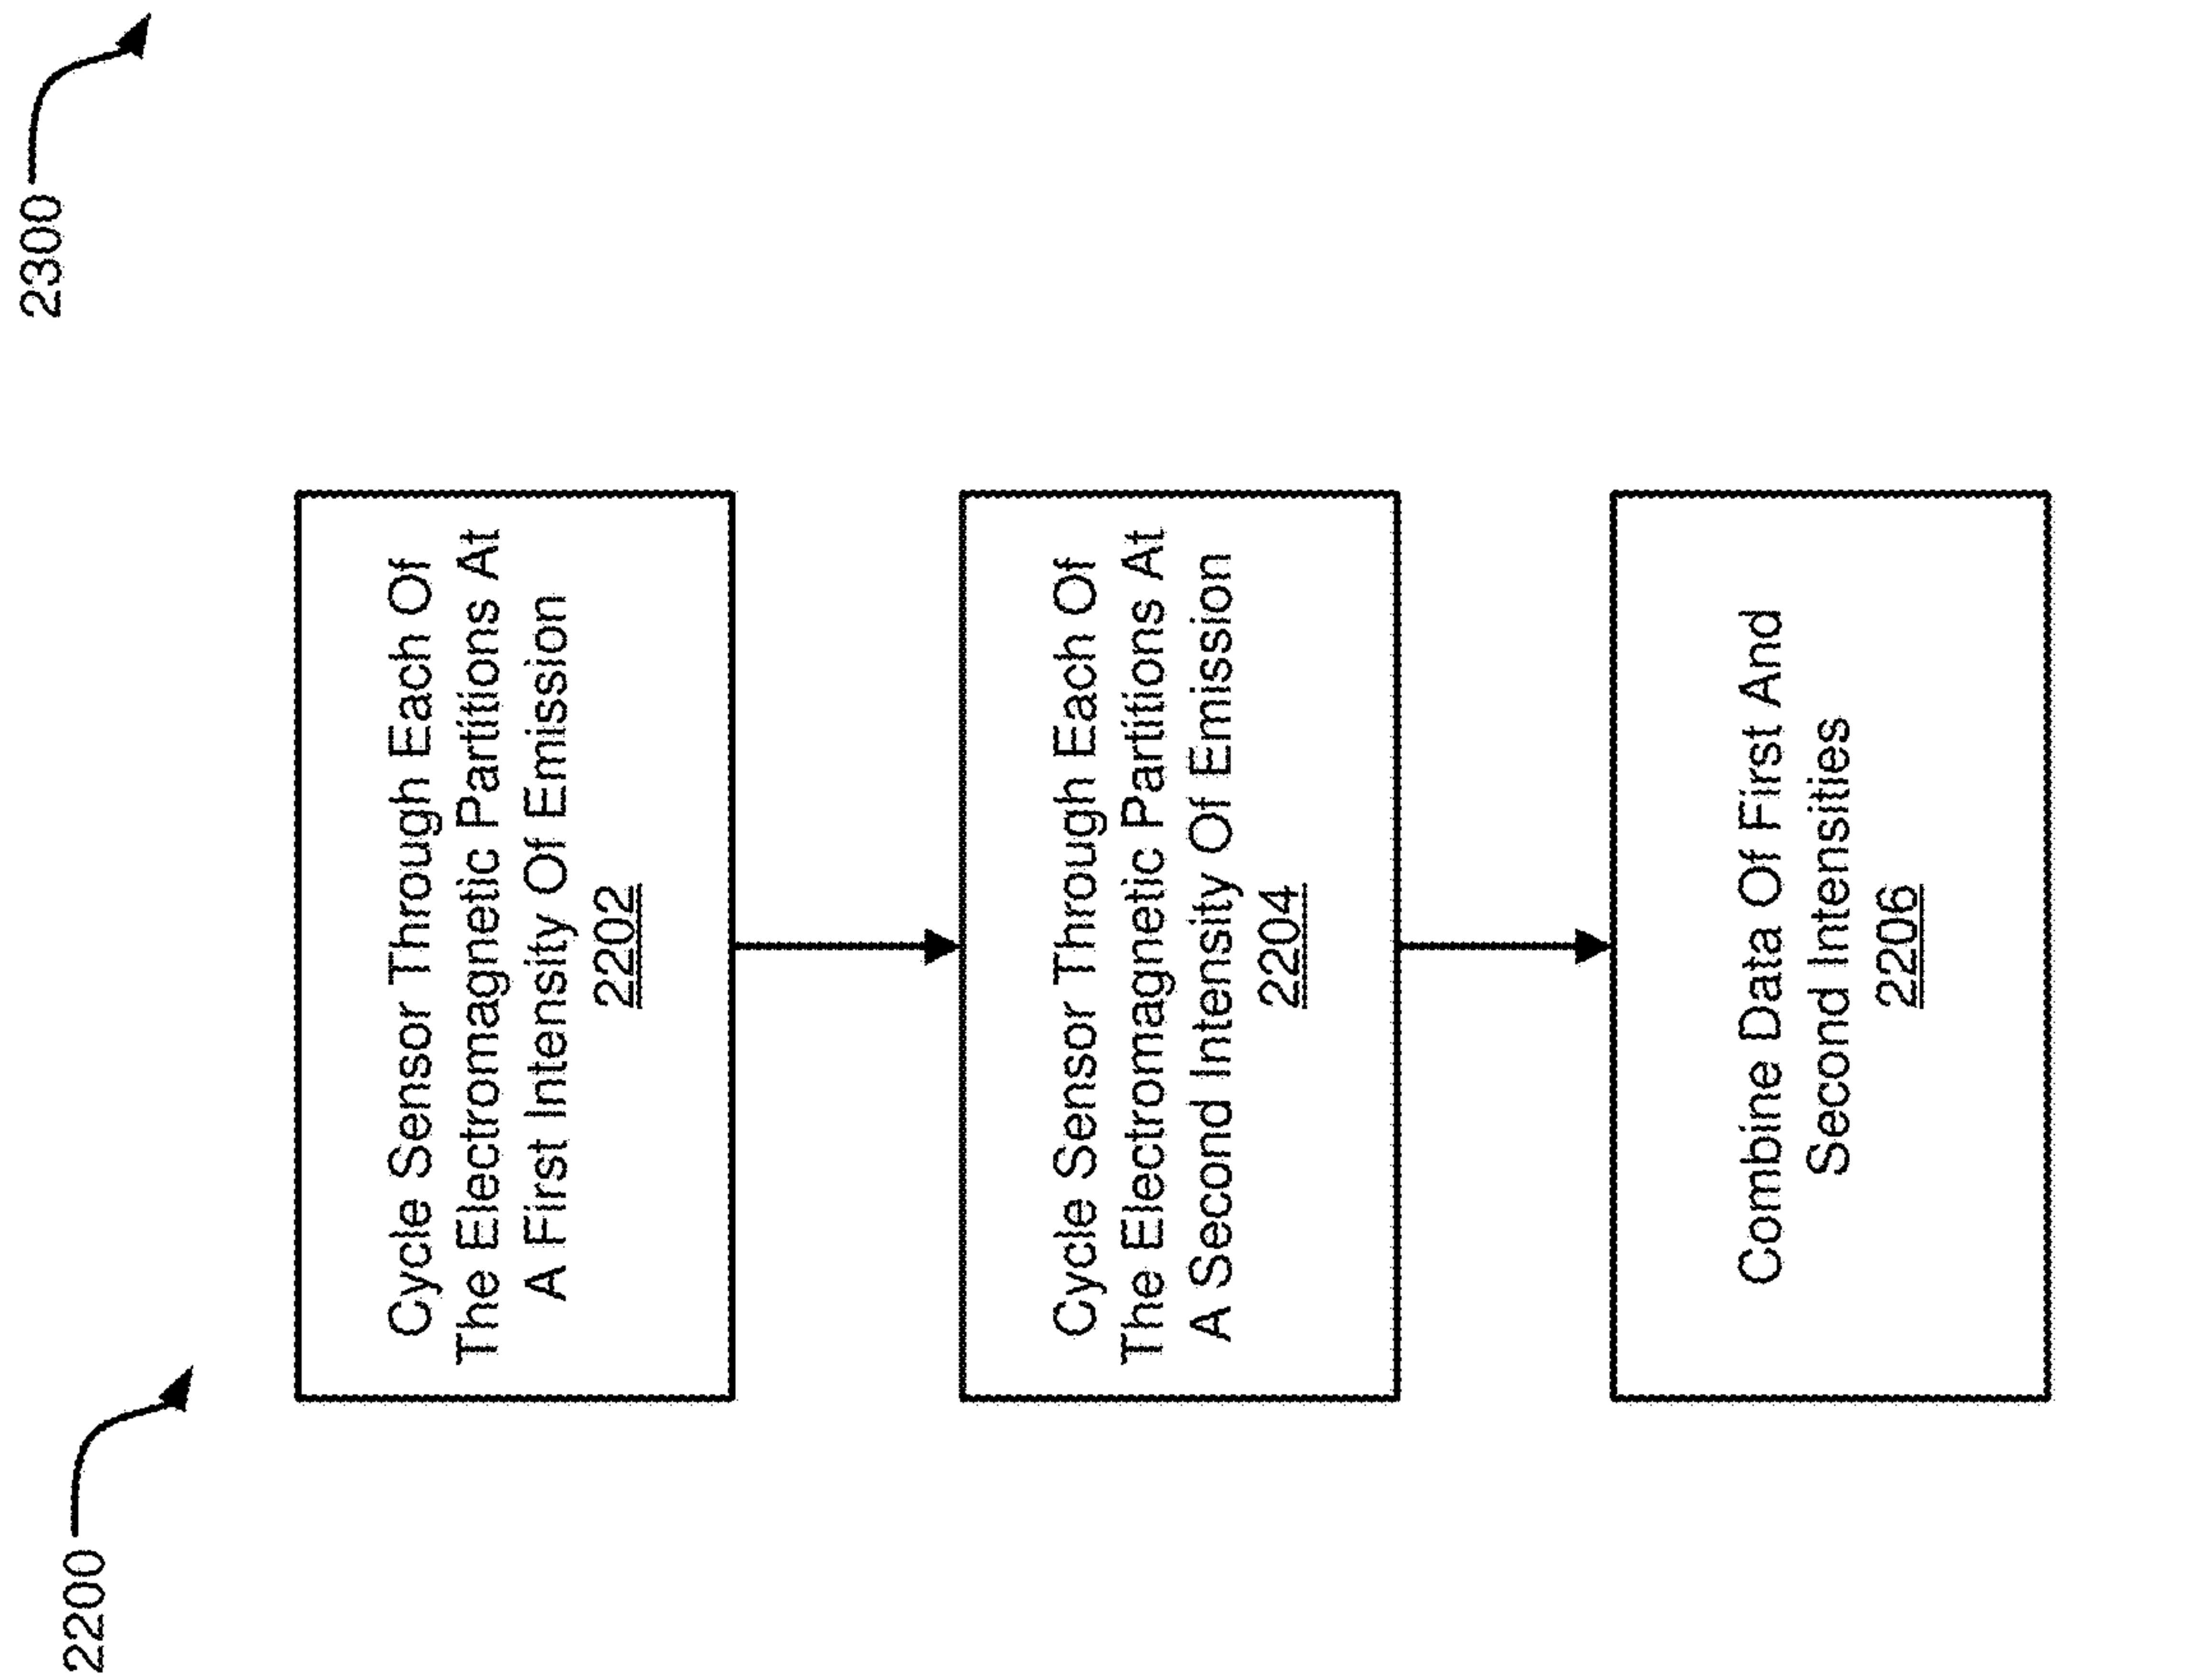 2200
2300
Cycle Sensor Through Each Of
The Electromagnetic Partitions At
A First Intensity Of Emission
2202
Cycle Sensor Through Each Of
The Electromagnetic Partitions At
A Second Intensity Of Emission
2204
Combine Data Of First And
Second Intensities
2206